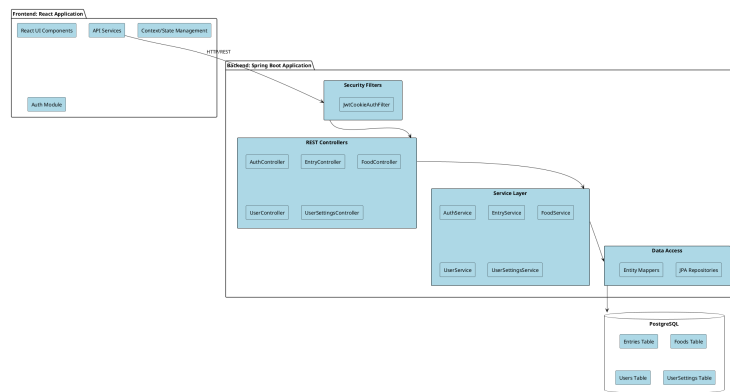 Frontend: React Application
React UI Components
API Services
Context/State Management
Auth Module
HTTP/REST
Backend: Spring Boot Application
Security Filters
JwtCookieAuthFilter
REST Controllers
AuthController
EntryController
FoodController
UserController
UserSettingsController
Service Layer
AuthService
EntryService
FoodService
UserService
UserSettingsService
Data Access
Entity Mappers
JPA Repositories
PostgreSQL
Entries Table
Foods Table
Users Table
UserSettings Table